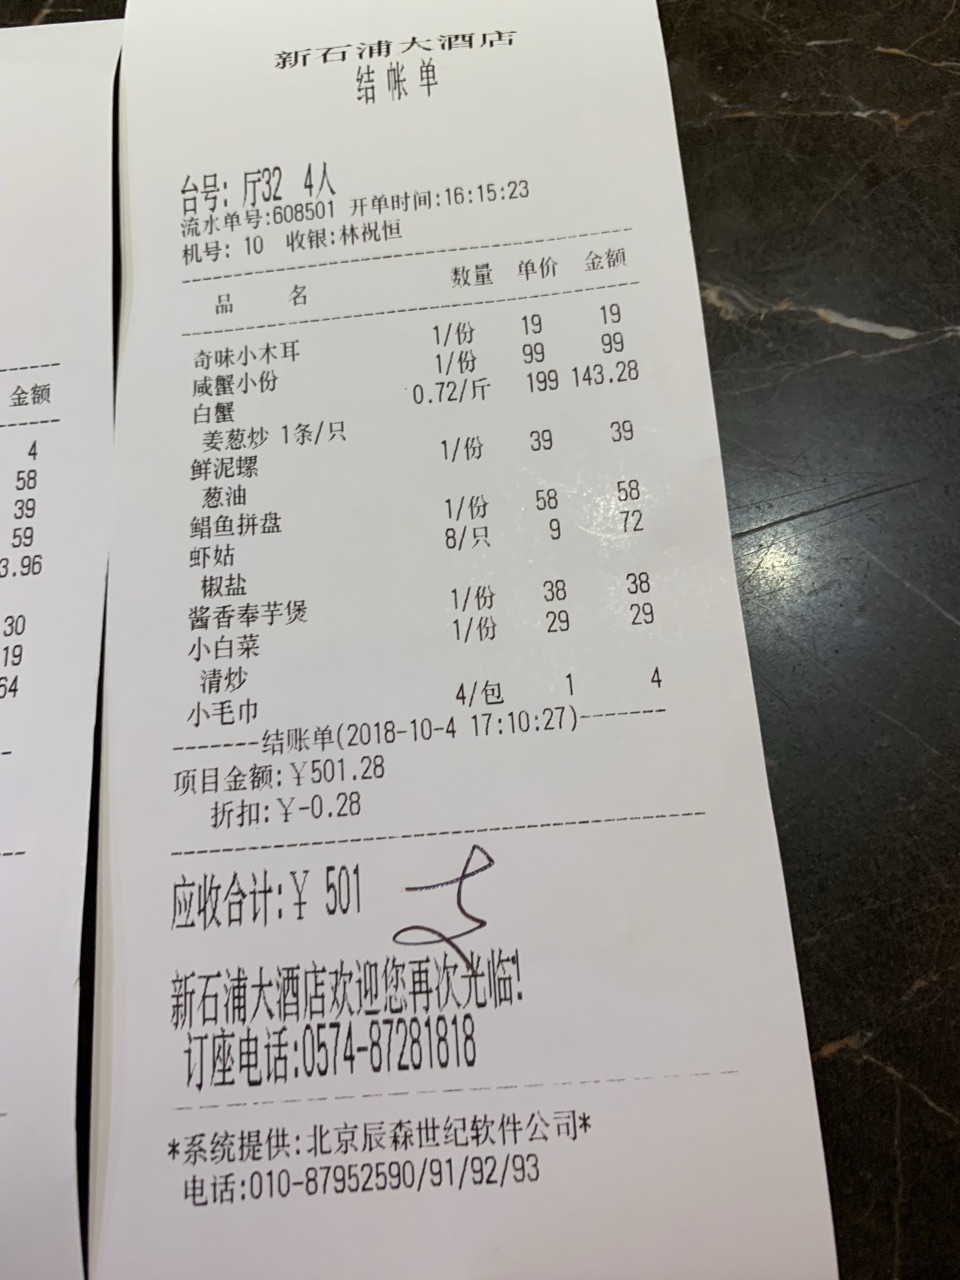 金额
4
58
39
59
3.96
30
19
64
新石浦大酒店
结帐单
台号: 厅32 4人
流水单号:608501 开单时间:16:15:23
机号: 10 收银:林祝恒
品 名 数量 单价 金额
奇味小木耳 1/份 19 19
咸蟹小份 1/份 99 99
白蟹 0.72/斤 199 143.28
姜葱炒 1条/只
鲜泥螺 1/份 39 39
葱油
鲳鱼拼盘 1/份 58 58
虾姑 8/只 9 72
椒盐
酱香奉芋煲 1/份 38 38
小白菜 1/份 29 29
清炒
小毛巾 4/包 1 4
-------结账单(2018-10-4 17:10:27)-------
项目金额:￥501.28
折扣:￥-0.28
应收合计:￥ 501
新石浦大酒店欢迎您再次光临!
订座电话:0574-87281818
*系统提供:北京辰森世纪软件公司*
电话:010-87952590/91/92/93